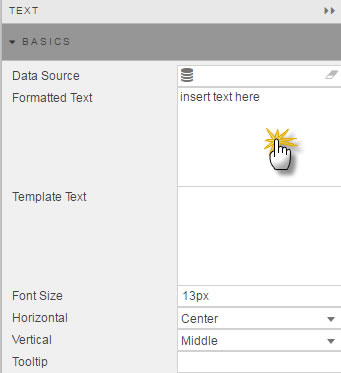 TEXT
BASICS
Data Source
Formatted Text insert text here
Template Text
Font Size 13px
Horizontal Center
Vertical Middle
Tooltip